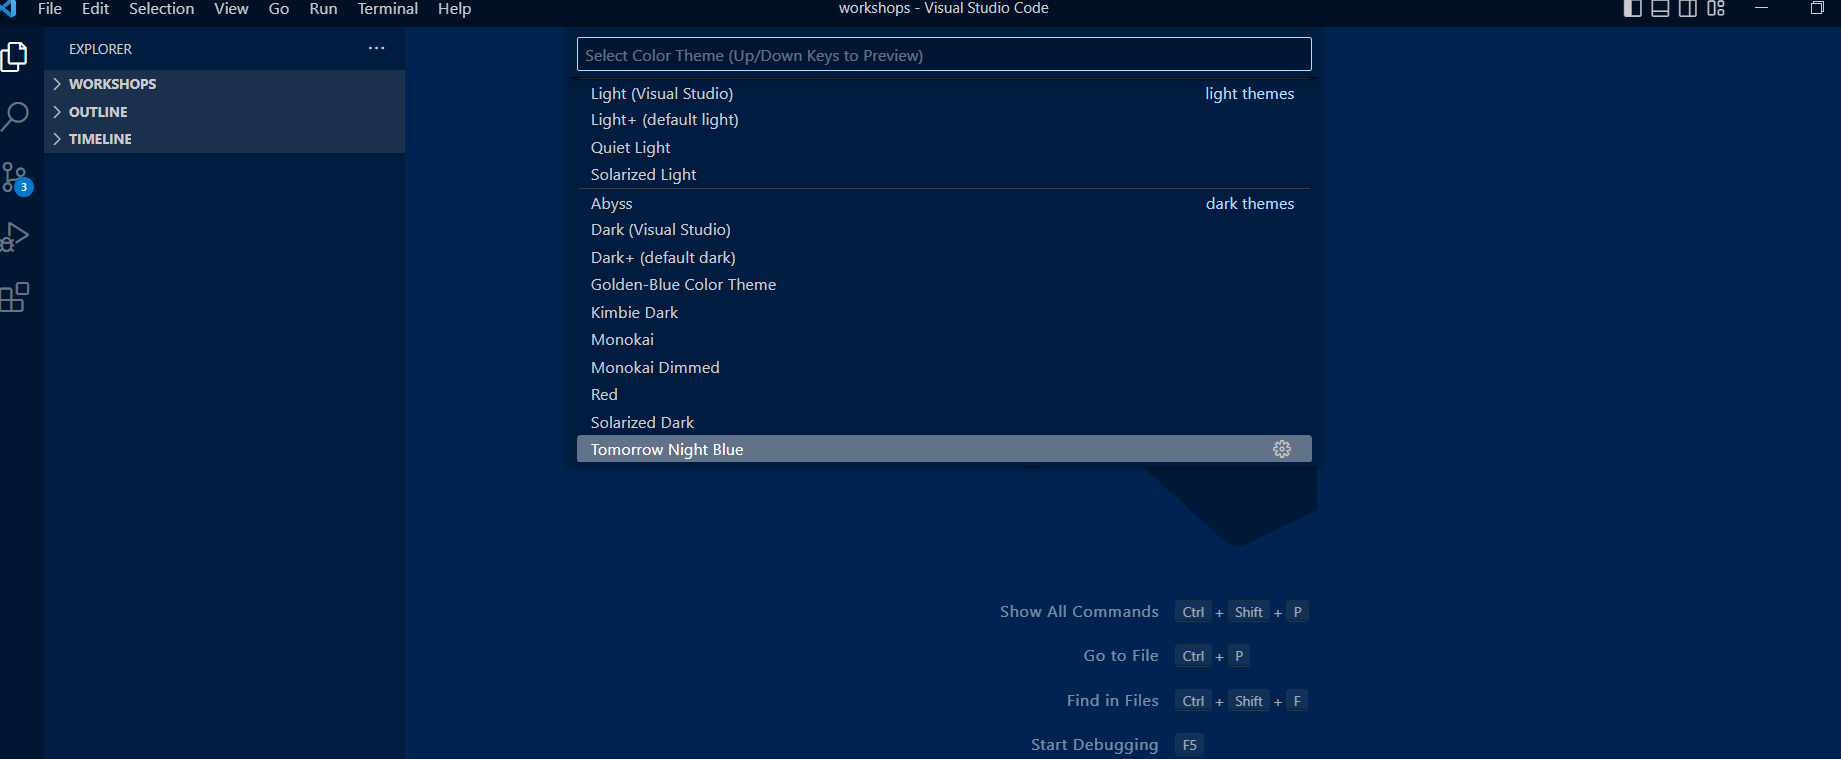 File Edit Selection View Go Run Terminal Help
workshops - Visual Studio Code
EXPLORER ···
WORKSHOPS
OUTLINE
TIMELINE
3
Select Color Theme (Up/Down Keys to Preview)
Light (Visual Studio) light themes
Light+ (default light)
Quiet Light
Solarized Light
Abyss dark themes
Dark (Visual Studio)
Dark+ (default dark)
Golden-Blue Color Theme
Kimbie Dark
Monokai
Monokai Dimmed
Red
Solarized Dark
Tomorrow Night Blue
Show All Commands Ctrl + Shift + P
Go to File Ctrl + P
Find in Files Ctrl + Shift + F
Start Debugging F5